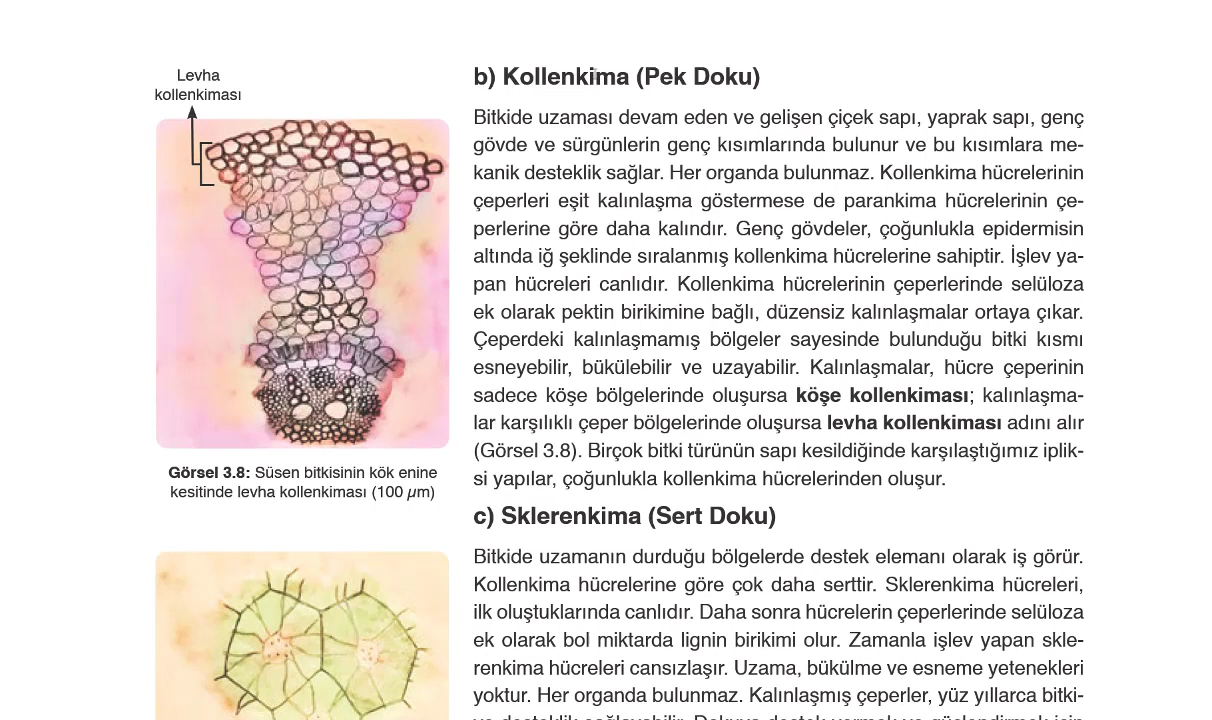 Levha
kollenkiması
b) Kollenkima (Pek Doku)
Bitkide uzaması devam eden ve gelişen çiçek sapı, yaprak sapı, genç
gövde ve sürgünlerin genç kısımlarında bulunur ve bu kısımlara me-
kanik desteklik sağlar. Her organda bulunmaz. Kollenkima hücrelerinin
çeperleri eşit kalınlaşma göstermese de parankima hücrelerinin çe-
perlerine göre daha kalındır. Genç gövdeler, çoğunlukla epidermisin
altında iğ şeklinde sıralanmış kollenkima hücrelerine sahiptir. İşlev ya-
pan hücreleri canlıdır. Kollenkima hücrelerinin çeperlerinde selüloza
ek olarak pektin birikimine bağlı, düzensiz kalınlaşmalar ortaya çıkar.
Çeperdeki kalınlaşmamış bölgeler sayesinde bulunduğu bitki kısmı
esneyebilir, bükülebilir ve uzayabilir. Kalınlaşmalar, hücre çeperinin
sadece köşe bölgelerinde oluşursa köşe kollenkiması; kalınlaşma-
lar karşılıklı çeper bölgelerinde oluşursa levha kollenkiması adını alır
(Görsel 3.8). Birçok bitki türünün sapı kesildiğinde karşılaştığımız iplik-
si yapılar, çoğunlukla kollenkima hücrelerinden oluşur.
Görsel 3.8: Süsen bitkisinin kök enine
kesitinde levha kollenkiması (100 µm)
c) Sklerenkima (Sert Doku)
Bitkide uzamanın durduğu bölgelerde destek elemanı olarak iş görür.
Kollenkima hücrelerine göre çok daha serttir. Sklerenkima hücreleri,
ilk oluştuklarında canlıdır. Daha sonra hücrelerin çeperlerinde selüloza
ek olarak bol miktarda lignin birikimi olur. Zamanla işlev yapan skle-
renkima hücreleri cansızlaşır. Uzama, bükülme ve esneme yetenekleri
yoktur. Her organda bulunmaz. Kalınlaşmış çeperler, yüz yıllarca bitki-